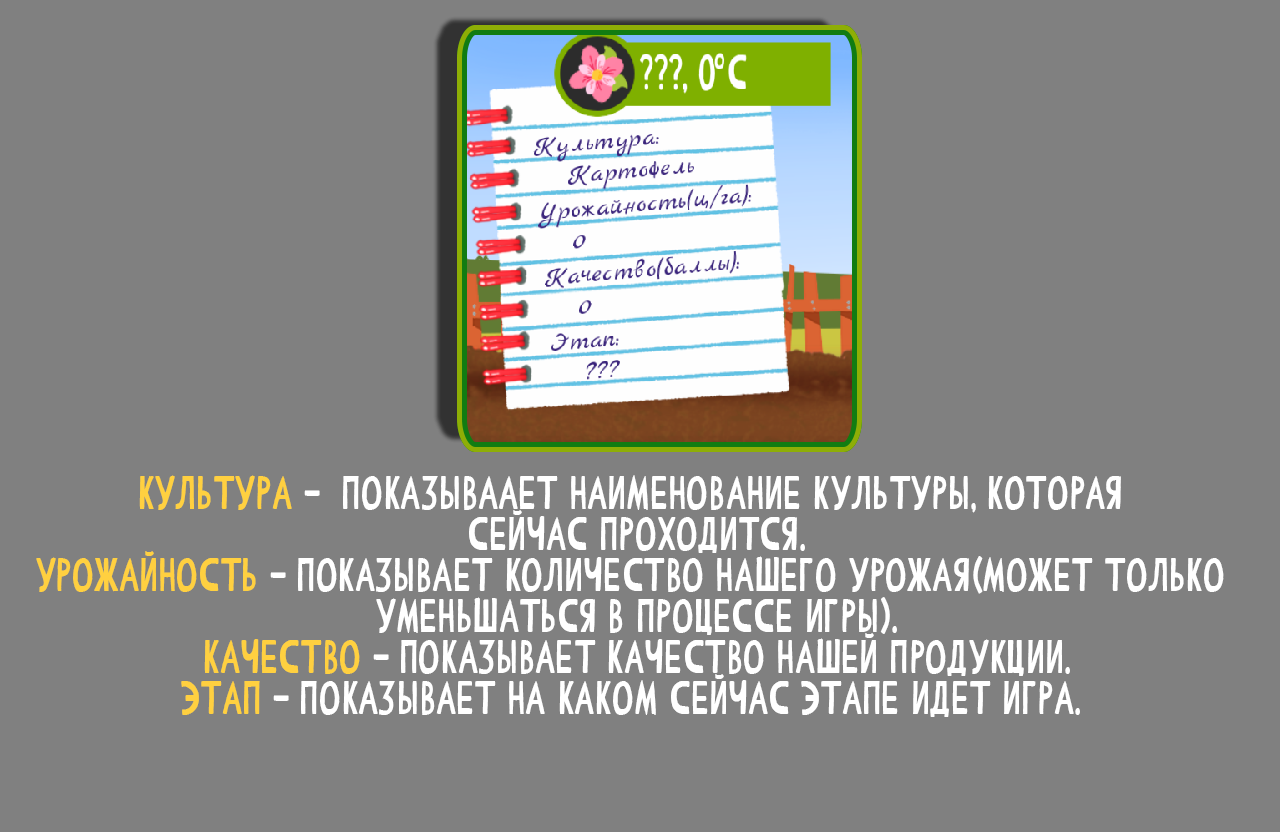 ???, 0°C
Культура:
Картофель
Урожайность(ц/га):
0
Качество(баллы):
0
Этап:
???
КУЛЬТУРА - ПОКАЗЫВААЕТ НАИМЕНОВАНИЕ КУЛЬТУРЫ, КОТОРАЯ
СЕЙЧАС ПРОХОДИТСЯ.
УРОЖАЙНОСТЬ - ПОКАЗЫВАЕТ КОЛИЧЕСТВО НАШЕГО УРОЖАЯ(МОЖЕТ ТОЛЬКО
УМЕНЬШАТЬСЯ В ПРОЦЕССЕ ИГРЫ).
КАЧЕСТВО - ПОКАЗЫВАЕТ КАЧЕСТВО НАШЕЙ ПРОДУКЦИИ.
ЭТАП - ПОКАЗЫВАЕТ НА КАКОМ СЕЙЧАС ЭТАПЕ ИДЕТ ИГРА.